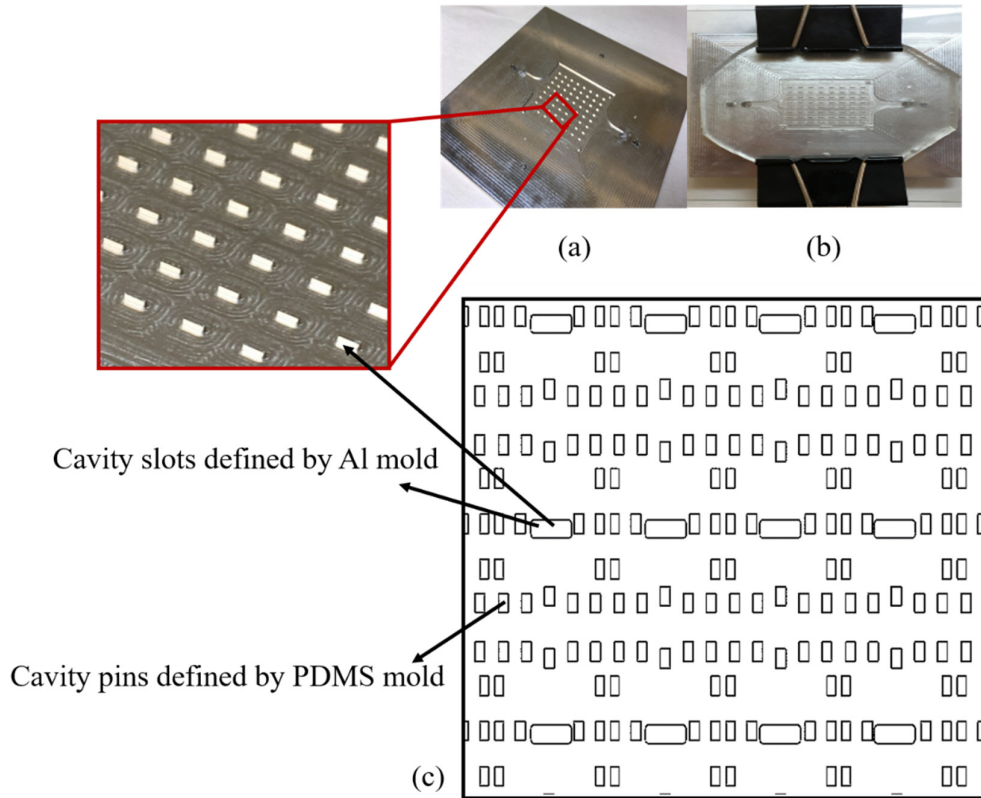 (a)
(b)
Cavity slots defined by Al mold
Cavity pins defined by PDMS mold
(c)